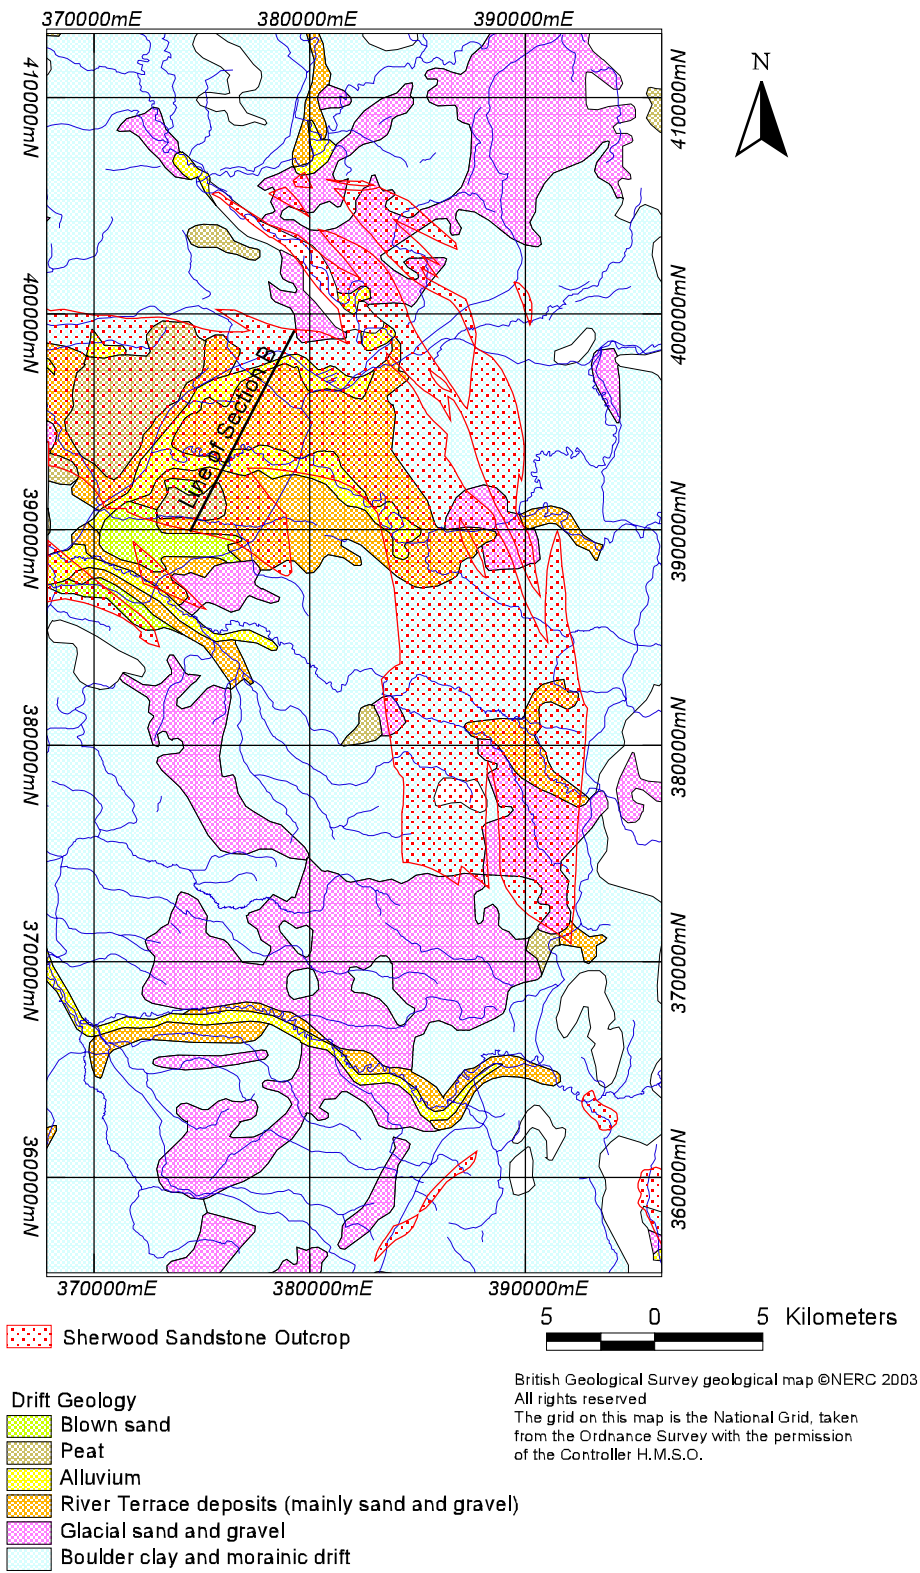 370000mE 380000mE 390000mE
N
410000mN 410000mN
400000mN 400000mN
Line of Section B
390000mN 390000mN
380000mN 380000mN
370000mN 370000mN
360000mN 360000mN
370000mE 380000mE 390000mE
5 0 5 Kilometers
Sherwood Sandstone Outcrop
British Geological Survey geological map ©NERC 2003
All rights reserved
The grid on this map is the National Grid, taken
from the Ordnance Survey with the permission
of the Controller H.M.S.O.
Drift Geology
Blown sand
Peat
Alluvium
River Terrace deposits (mainly sand and gravel)
Glacial sand and gravel
Boulder clay and morainic drift